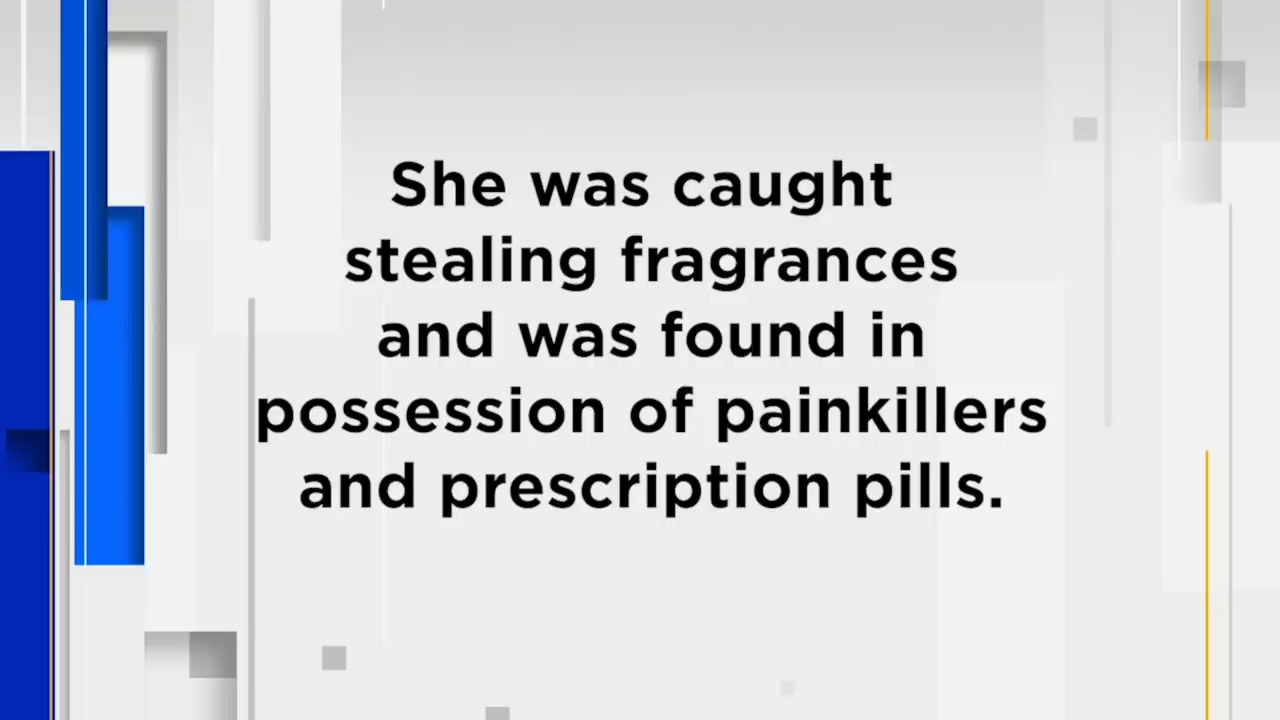 She was caught
stealing fragrances
and was found in
possession of painkillers
and prescription pills.